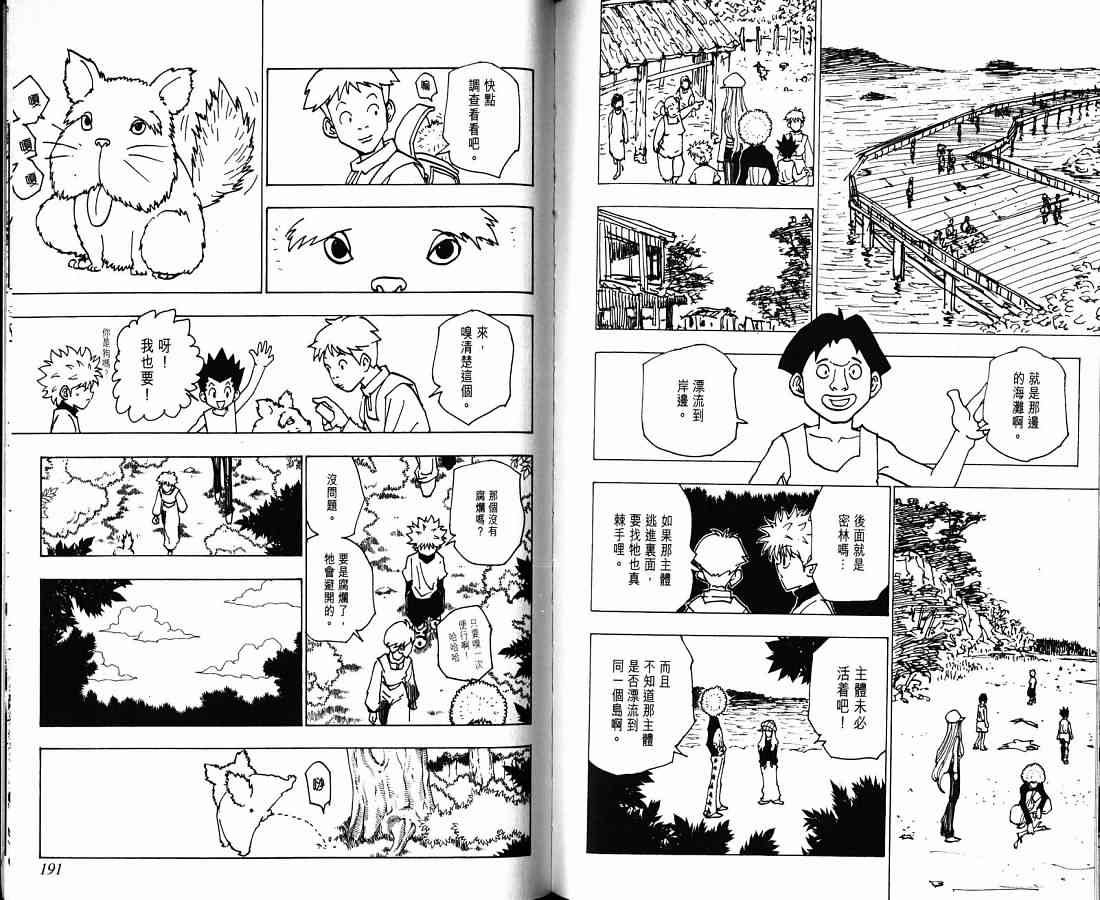 就是那邊
的海灘啊。
漂流到
岸邊。
後面就是
密林嗎…
如果那主體
逃進裏面，
要找牠也真
棘手哩。
主體未必
活着吧！
而且
不知道那主體
是否漂流到
同一個島啊。
快點
調查看看吧。
嗅
嗅
嗅
來，
嗅清楚這個。
呀！
我也要！
你是狗嗎？
那個沒有
腐爛嗎？
沒問題。
要是腐爛了，
牠會避開的。
只要嗅一次
便行啊！
哈哈哈
191